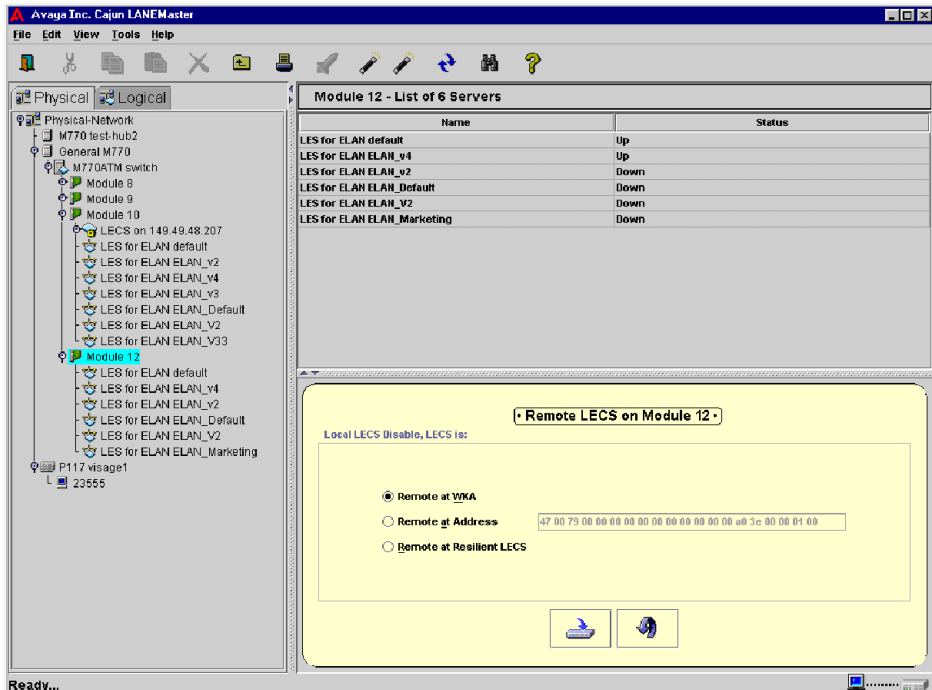 Avaya Inc. Cajun LANEMaster
File Edit View Tools Help
Physical Logical
Physical-Network
M770 test-hub2
General M770
M770ATM switch
Module 8
Module 9
Module 10
LECS on 149.49.48.207
LES for ELAN default
LES for ELAN ELAN_v2
LES for ELAN ELAN_v4
LES for ELAN ELAN_v3
LES for ELAN ELAN_Default
LES for ELAN ELAN_V2
LES for ELAN ELAN_V33
Module 12
LES for ELAN default
LES for ELAN ELAN_v4
LES for ELAN ELAN_v2
LES for ELAN ELAN_Default
LES for ELAN ELAN_V2
LES for ELAN ELAN_Marketing
P117 visage1
23555
Module 12 - List of 6 Servers
Name Status
LES for ELAN default Up
LES for ELAN ELAN_v4 Up
LES for ELAN ELAN_v2 Down
LES for ELAN ELAN_Default Down
LES for ELAN ELAN_V2 Down
LES for ELAN ELAN_Marketing Down
• Remote LECS on Module 12 •
Local LECS Disable, LECS is:
Remote at WKA
Remote at Address 47 00 79 00 00 00 00 00 00 00 00 00 00 00 a0 3e 00 00 01 00
Remote at Resilient LECS
Ready...